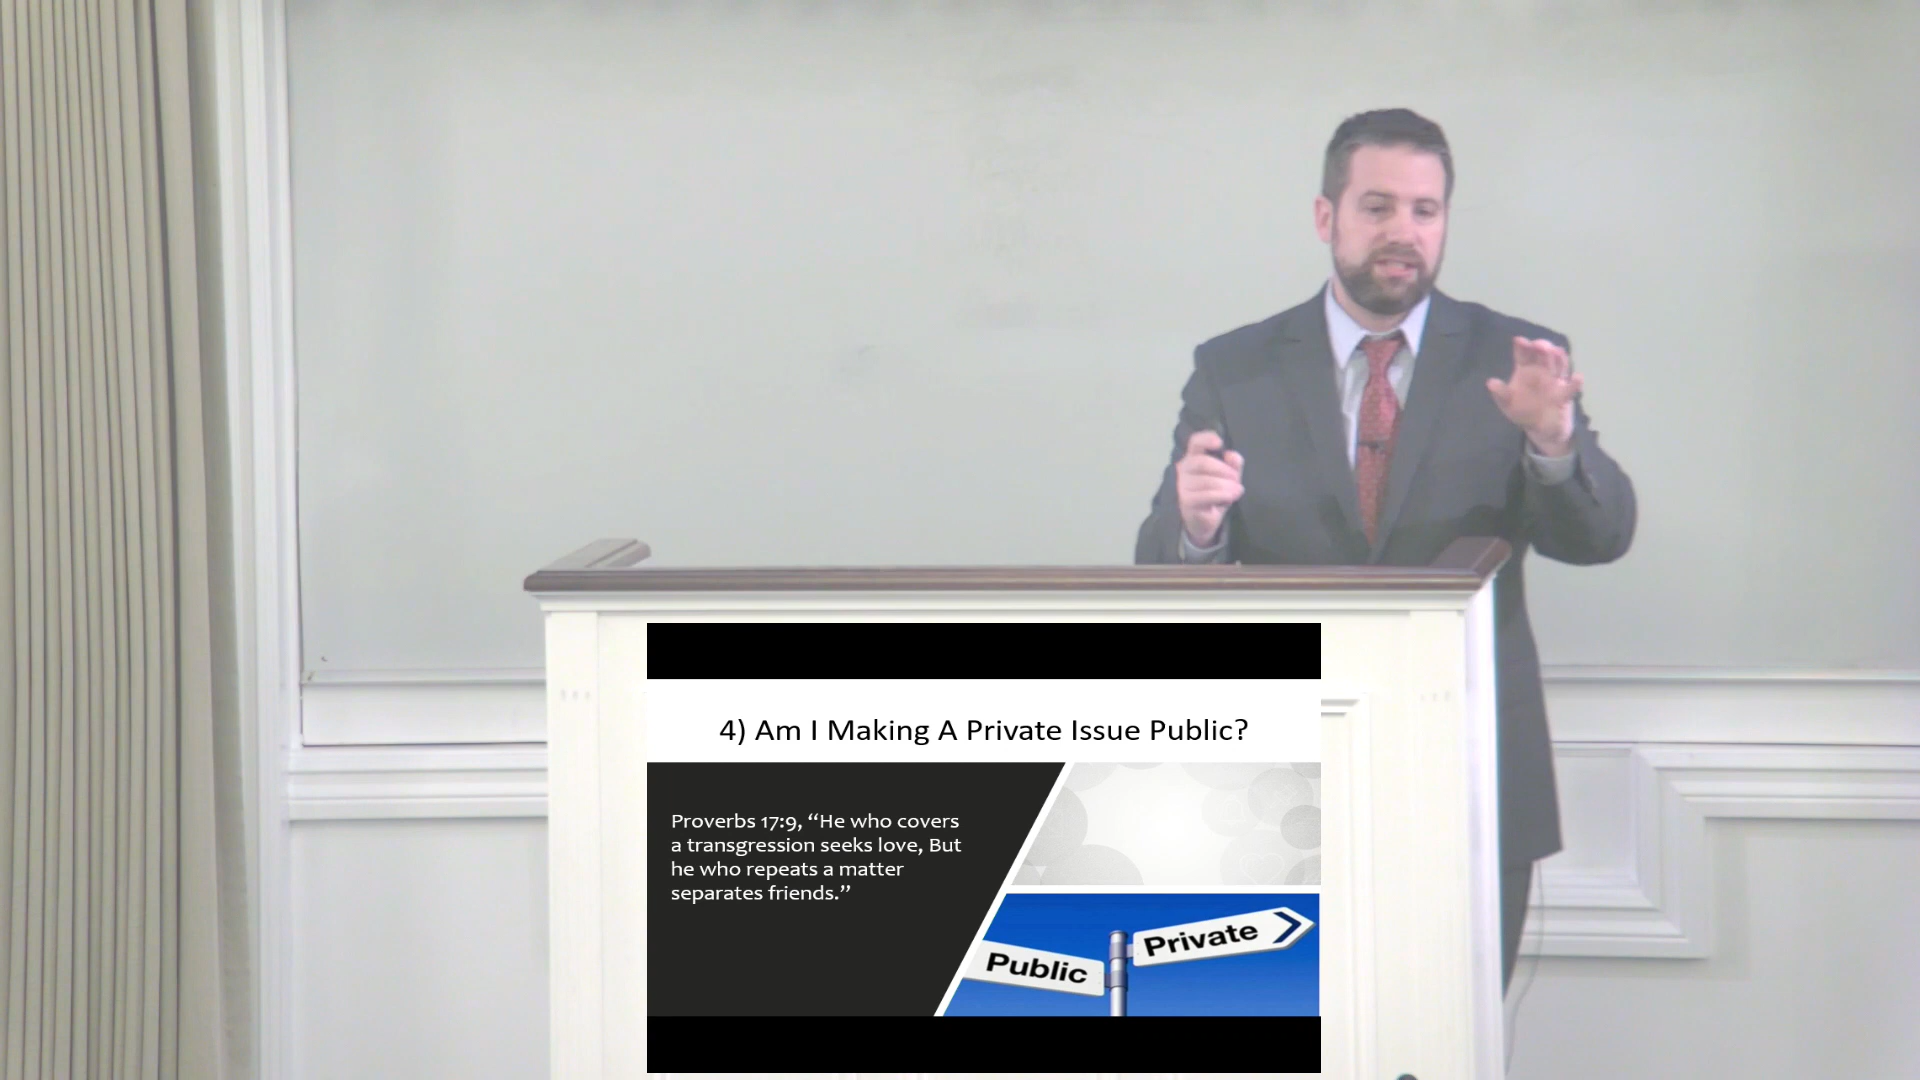 4) Am I Making A Private Issue Public?
Proverbs 17:9, “He who covers
a transgression seeks love, But
he who repeats a matter
separates friends.”
Private
Public